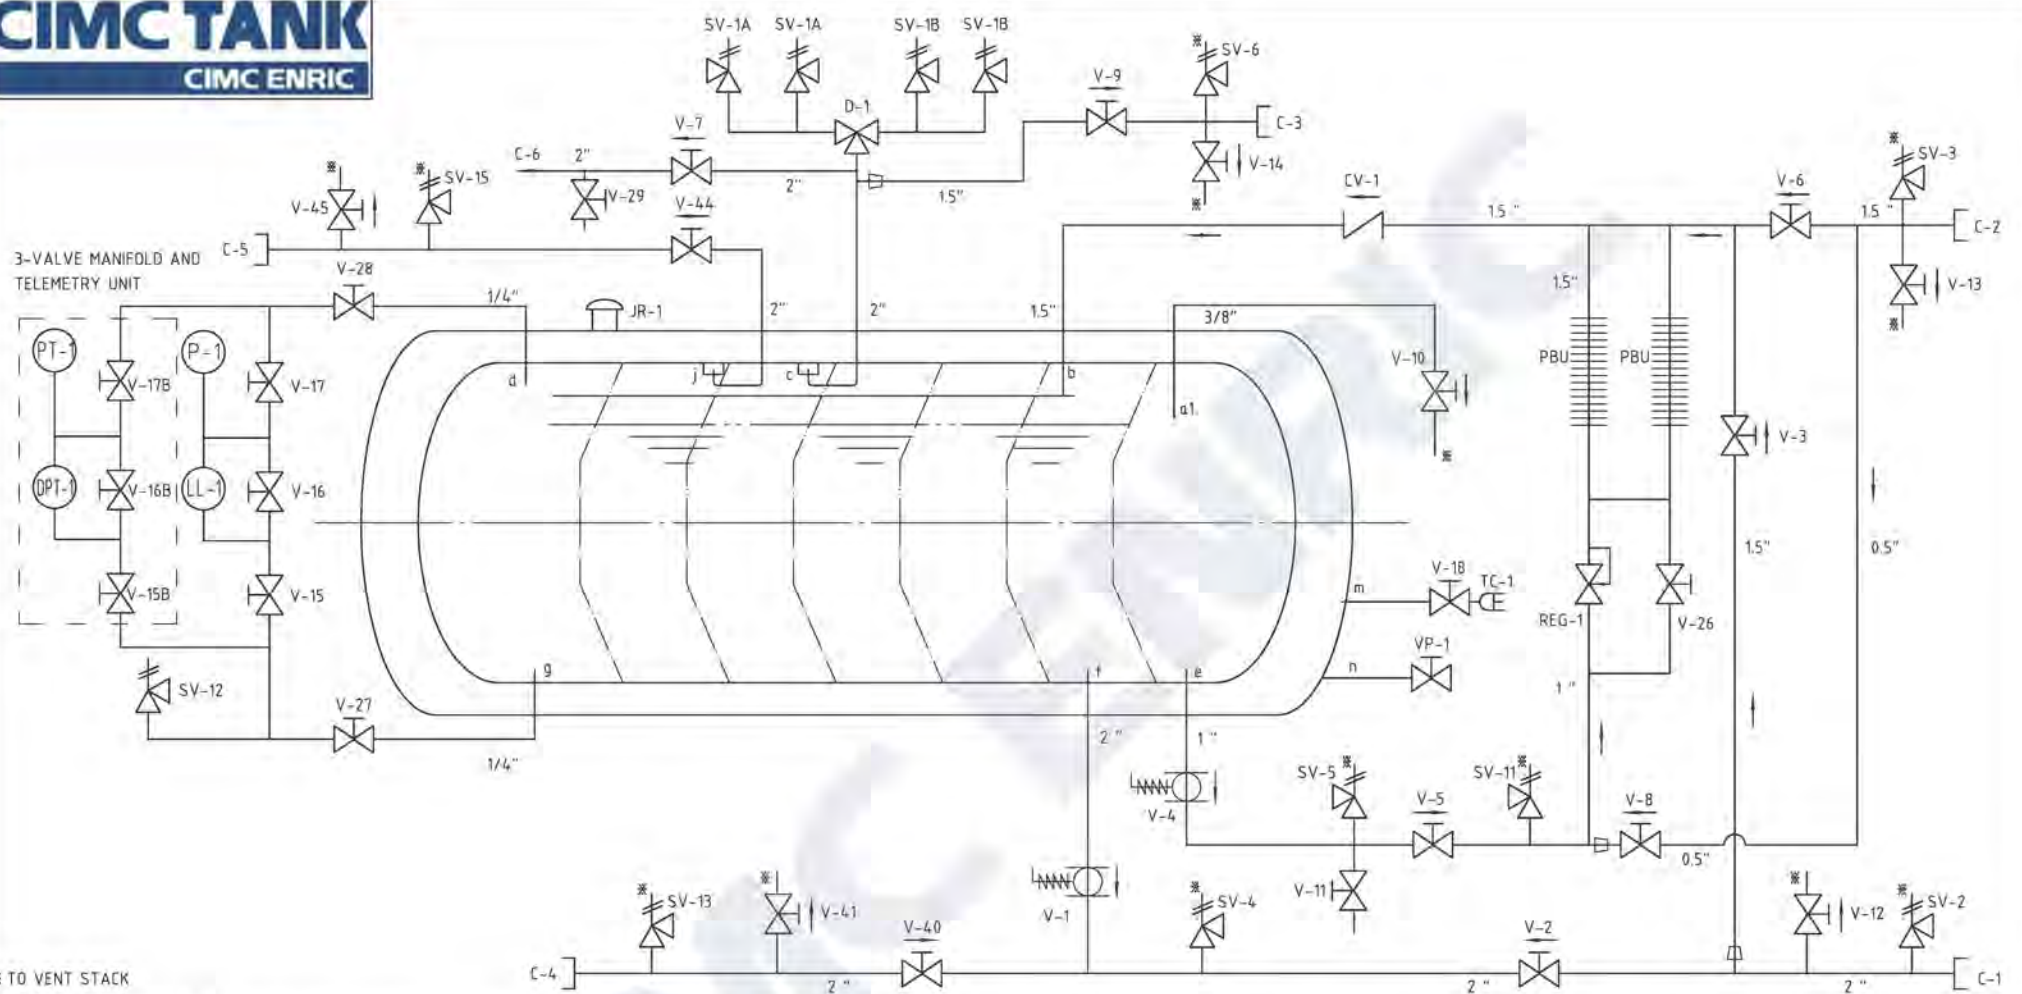 CIMC TANK
CIMC ENRIC
SV-1A SV-1A SV-1B SV-1B
※ SV-6
V-9
D-1
C-3
V-7
C-6 2"
2"
V-29
1.5"
※
V-14
※ SV-3
※
V-45
※ SV-15
V-44
CV-1
1.5 "
V-6
1.5 "
C-2
C-5
3-VALVE MANIFOLD AND
TELEMETRY UNIT
V-28
1/4"
JR-1
2"
2"
1.5"
3/8"
1.5"
V-13
※
PT-1
P-1
V-17B
V-17
d
j
c
b
a1.
V-10
※
PBU PBU
V-3
DPT-1
V-16B
LL-1
V-16
1.5"
0.5"
V-15B
V-15
m
V-18
TC-1
REG-1
V-26
SV-12
V-27
1/4"
g
f
e
n
VP-1
1 "
2 "
1 "
V-4
SV-5 ※
V-5
SV-11 ※
V-8
0.5"
V-11
V-1
※ SV-13
※
V-41
V-40
※ SV-4
V-2
※
V-12
※ SV-2
C-4
2 "
2 "
2 "
C-1
TO VENT STACK
CIMC ENRIC